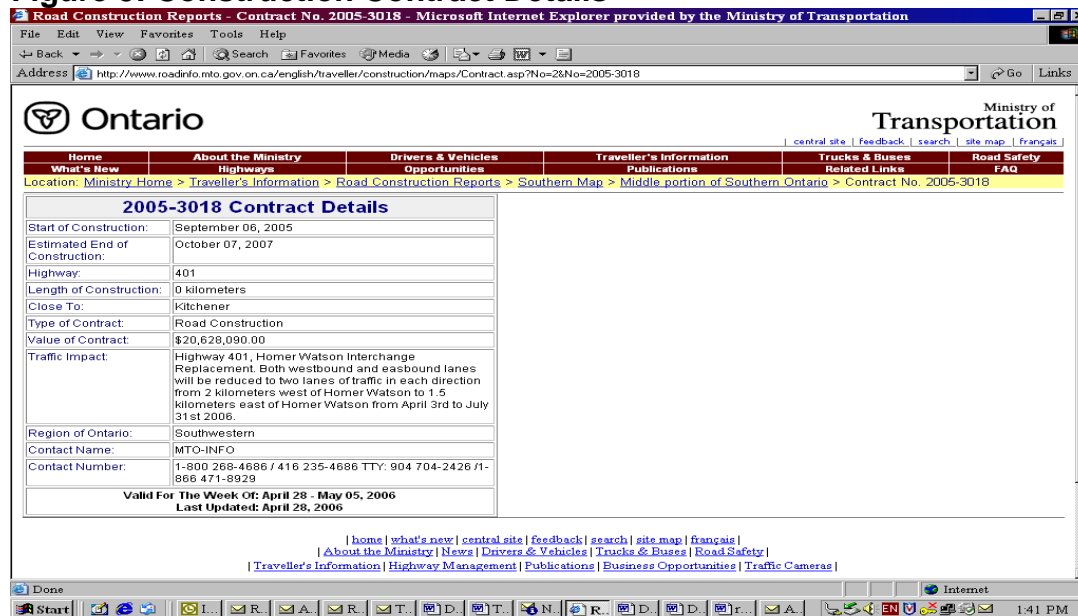 Road Construction Reports - Contract No. 2005-3018 - Microsoft Internet Explorer provided by the Ministry of Transportation
File Edit View Favorites Tools Help
Back Search Favorites Media
Address http://www.roadinfo.mto.gov.on.ca/english/traveller/construction/maps/Contract.asp?No=2&No=2005-3018 Go Links
Ontario
Ministry of
Transportation
| central site | feedback | search | site map | français |
Home About the Ministry Drivers & Vehicles Traveller's Information Trucks & Buses Road Safety
What's New Highways Opportunities Publications Related Links FAQ
Location: Ministry Home > Traveller's Information > Road Construction Reports > Southern Map > Middle portion of Southern Ontario > Contract No. 2005-3018
2005-3018 Contract Details
Start of Construction: September 06, 2005
Estimated End of
Construction: October 07, 2007
Highway: 401
Length of Construction: 0 kilometers
Close To: Kitchener
Type of Contract: Road Construction
Value of Contract: $20,628,090.00
Traffic Impact: Highway 401, Homer Watson Interchange
Replacement. Both westbound and easbound lanes
will be reduced to two lanes of traffic in each direction
from 2 kilometers west of Homer Watson to 1.5
kilometers east of Homer Watson from April 3rd to July
31st 2006.
Region of Ontario: Southwestern
Contact Name: MTO-INFO
Contact Number: 1-800 268-4686 / 416 235-4686 TTY: 904 704-2426 /1-
866 471-8929
Valid For The Week Of: April 28 - May 05, 2006
Last Updated: April 28, 2006
| home | what's new | central site | feedback | search | site map | français |
| About the Ministry | News | Drivers & Vehicles | Trucks & Buses | Road Safety |
| Traveller's Information | Highway Management | Publications | Business Opportunities | Traffic Cameras |
Done Internet
Start I... R... A... R... T... D... T... N... R... D... D... r... A... EN 1:41 PM